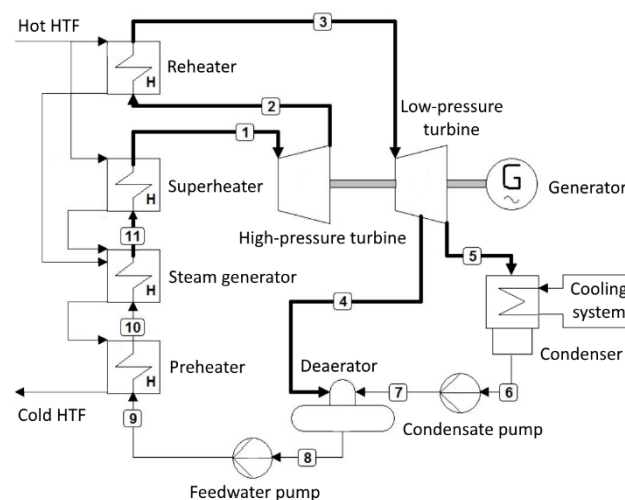 Hot HTF
3
Reheater
H
2
Low-pressure
turbine
1
Superheater
H
G
Generator
High-pressure turbine
11
Steam generator
H
5
4
Cooling
system
10
Condenser
Preheater
H
Deaerator
7
6
Cold HTF
9
Condensate pump
8
Feedwater pump